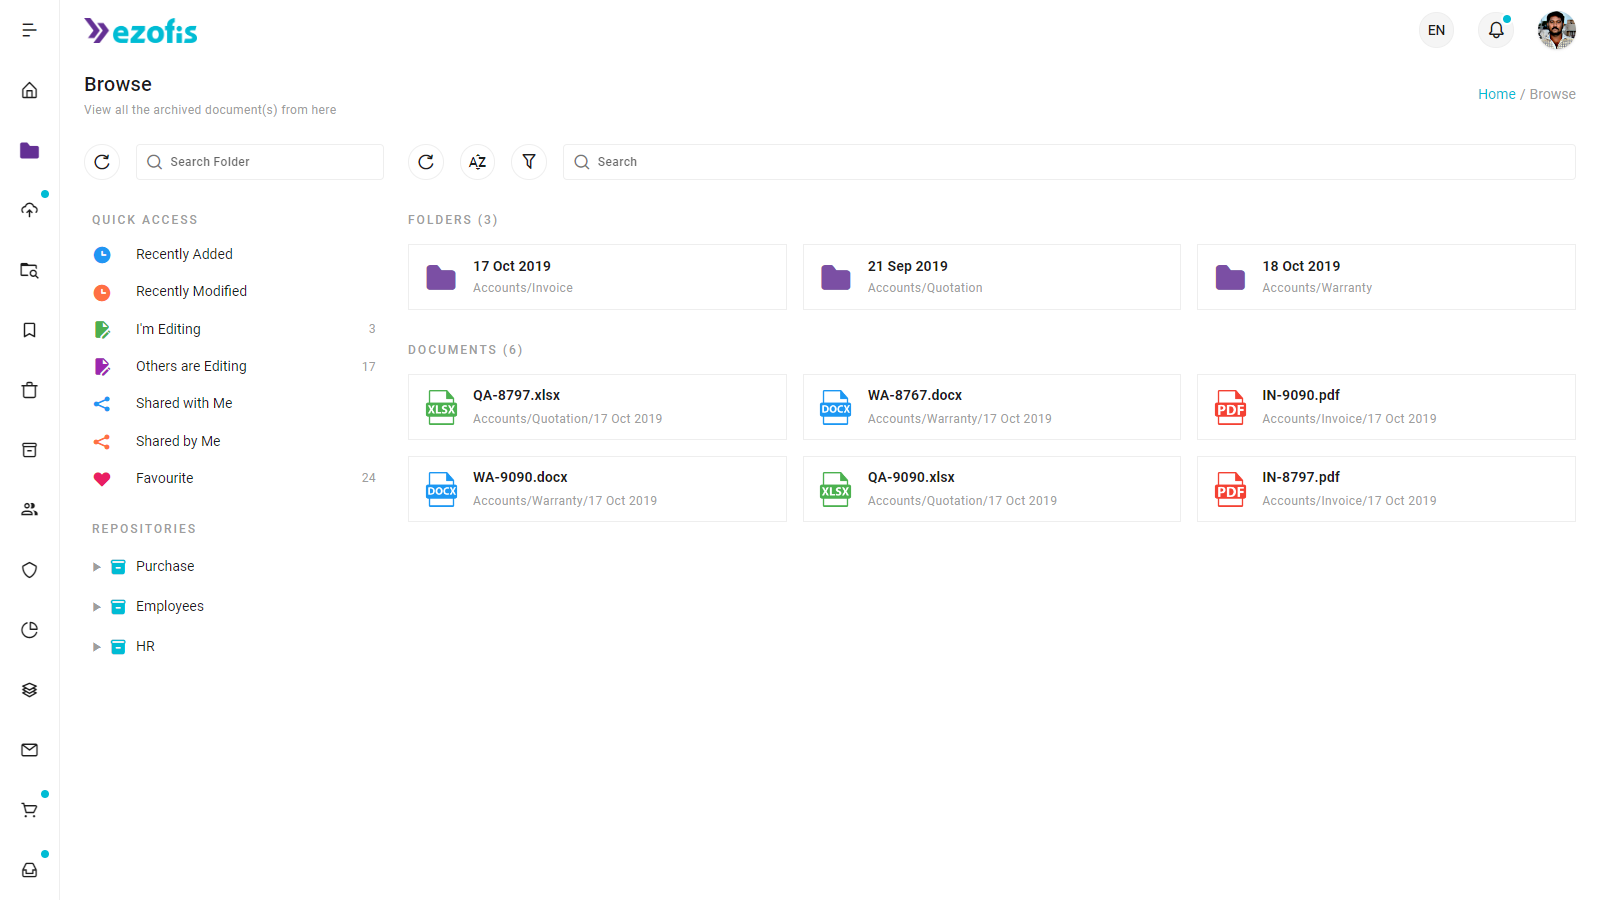 ezofis
EN
Browse
View all the archived document(s) from here
Home / Browse
Search Folder
AZ
Search
QUICK ACCESS
Recently Added
Recently Modified
I'm Editing 3
Others are Editing 17
Shared with Me
Shared by Me
Favourite 24
REPOSITORIES
Purchase
Employees
HR
FOLDERS (3)
17 Oct 2019
Accounts/Invoice
21 Sep 2019
Accounts/Quotation
18 Oct 2019
Accounts/Warranty
DOCUMENTS (6)
XLSX
QA-8797.xlsx
Accounts/Quotation/17 Oct 2019
DOCX
WA-8767.docx
Accounts/Warranty/17 Oct 2019
PDF
IN-9090.pdf
Accounts/Invoice/17 Oct 2019
DOCX
WA-9090.docx
Accounts/Warranty/17 Oct 2019
XLSX
QA-9090.xlsx
Accounts/Quotation/17 Oct 2019
PDF
IN-8797.pdf
Accounts/Invoice/17 Oct 2019